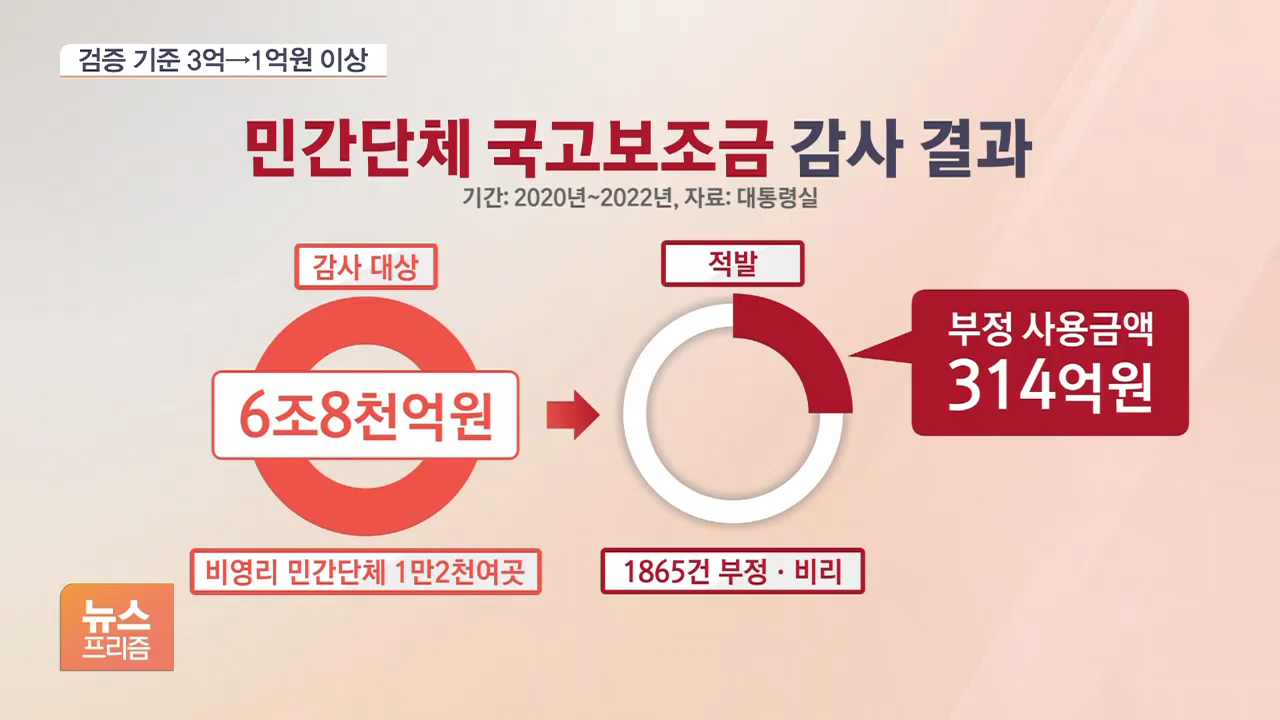 검증 기준 3억→1억원 이상
민간단체 국고보조금 감사 결과
기간: 2020년~2022년, 자료: 대통령실
감사 대상
6조8천억원
비영리 민간단체 1만2천여곳
적발
부정 사용금액
314억원
1865건 부정·비리
뉴스
프리즘